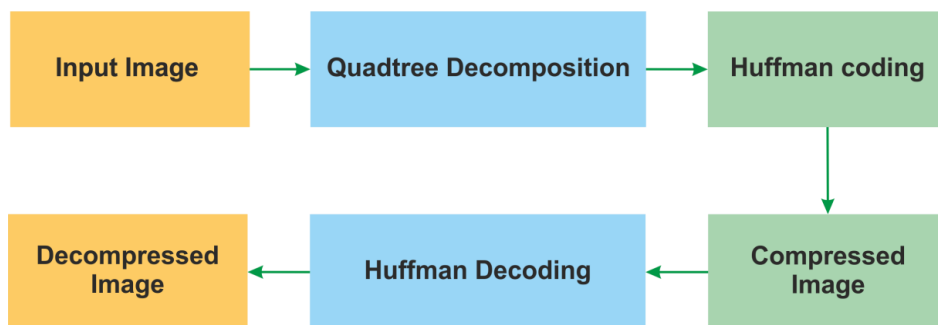 Input Image
Quadtree Decomposition
Huffman coding
Decompressed
Image
Huffman Decoding
Compressed
Image